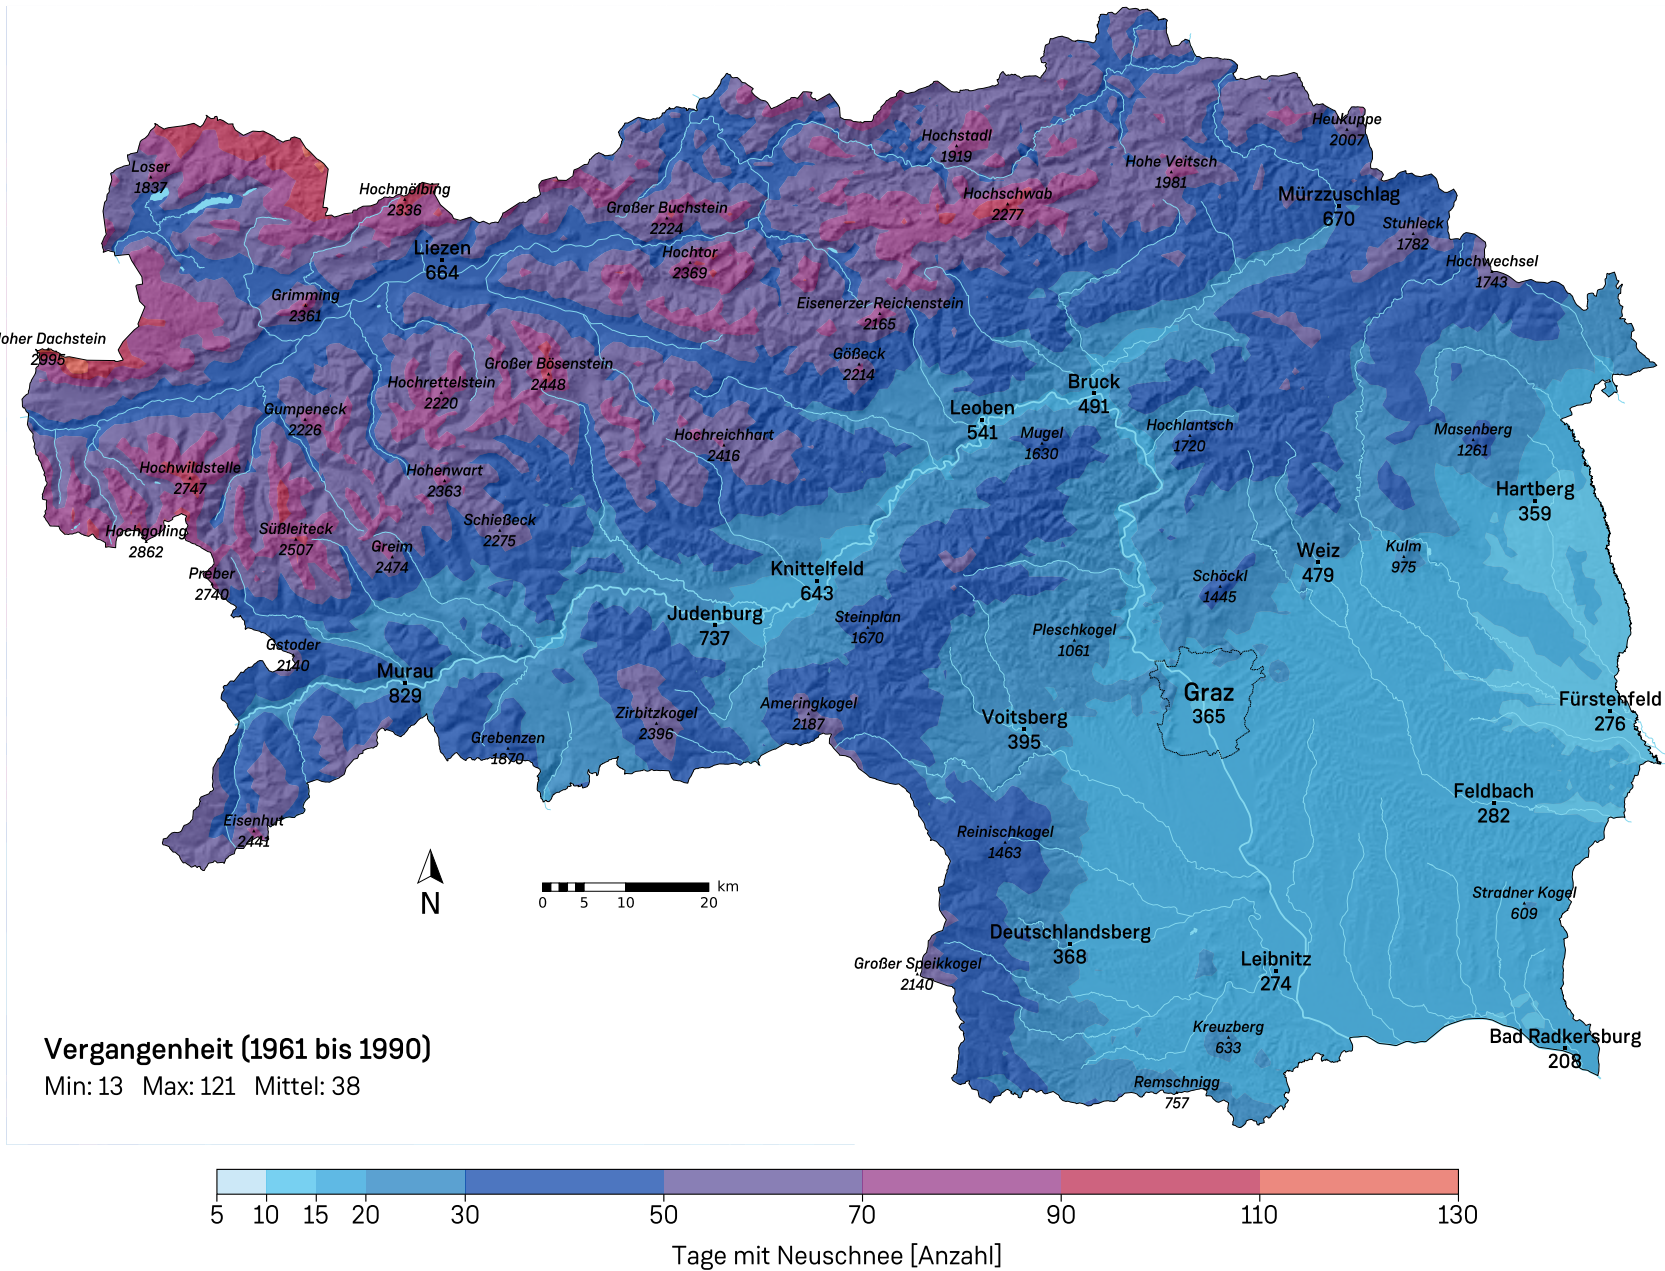 Heukuppe
2007
Hochstadl
1919
Hohe Veitsch
1981
Loser
1837
Hochmölbing
2336
Hochschwab
2277
Mürzzuschlag
670
Großer Buchstein
2224
Stuhleck
1782
Liezen
664
Hochtor
2369
Hochwechsel
1743
Grimming
2361
Eisenerzer Reichenstein
2165
Hoher Dachstein
2995
Gößeck
2214
Großer Bösenstein
2448
Hochrettelstein
2220
Bruck
491
Gumpeneck
2226
Leoben
541
Mugel
1630
Hochlantsch
1720
Masenberg
1261
Hochreichhart
2416
Hochwildstelle
2747
Hohenwart
2363
Hartberg
359
Hochgolling
2862
Süßleiteck
2507
Schießeck
2275
Greim
2474
Weiz
479
Kulm
975
Preber
2740
Knittelfeld
643
Schöckl
1445
Judenburg
737
Steinplan
1670
Pleschkogel
1061
Gstoder
2140
Murau
829
Graz
365
Fürstenfeld
276
Zirbitzkogel
2396
Ameringkogel
2187
Voitsberg
395
Grebenzen
1870
Feldbach
282
Eisenhut
2441
Reinischkogel
1463
N
km
0 5 10 20
Stradner Kogel
609
Deutschlandsberg
368
Großer Speikkogel
2140
Leibnitz
274
Kreuzberg
633
Bad Radkersburg
208
Remschnigg
757
Vergangenheit (1961 bis 1990)
Min: 13 Max: 121 Mittel: 38
5 10 15 20 30 50 70 90 110 130
Tage mit Neuschnee [Anzahl]